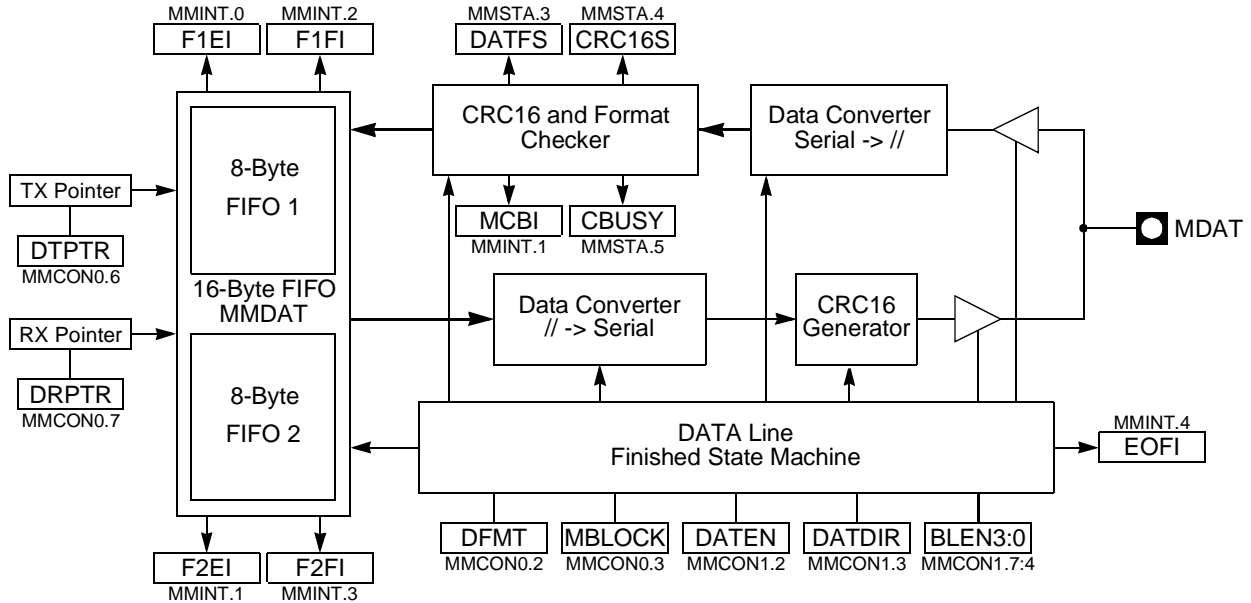 MMINT.0
F1EI
MMINT.2
F1FI
MMSTA.3
DATFS
MMSTA.4
CRC16S
8-Byte
FIFO 1
CRC16 and Format
Checker
Data Converter
Serial -> //
TX Pointer
DTPTR
MMCON0.6
MCBI
MMINT.1
CBUSY
MMSTA.5
MDAT
16-Byte FIFO
MMDAT
Data Converter
// -> Serial
CRC16
Generator
RX Pointer
DRPTR
MMCON0.7
8-Byte
FIFO 2
DATA Line
Finished State Machine
MMINT.4
EOFI
F2EI
MMINT.1
F2FI
MMINT.3
DFMT
MMCON0.2
MBLOCK
MMCON0.3
DATEN
MMCON1.2
DATDIR
MMCON1.3
BLEN3:0
MMCON1.7:4